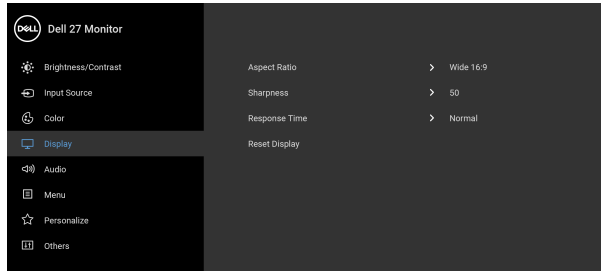 DELL Dell 27 Monitor
Brightness/Contrast
Input Source
Color
Display
Audio
Menu
Personalize
Others
Aspect Ratio > Wide 16:9
Sharpness > 50
Response Time > Normal
Reset Display